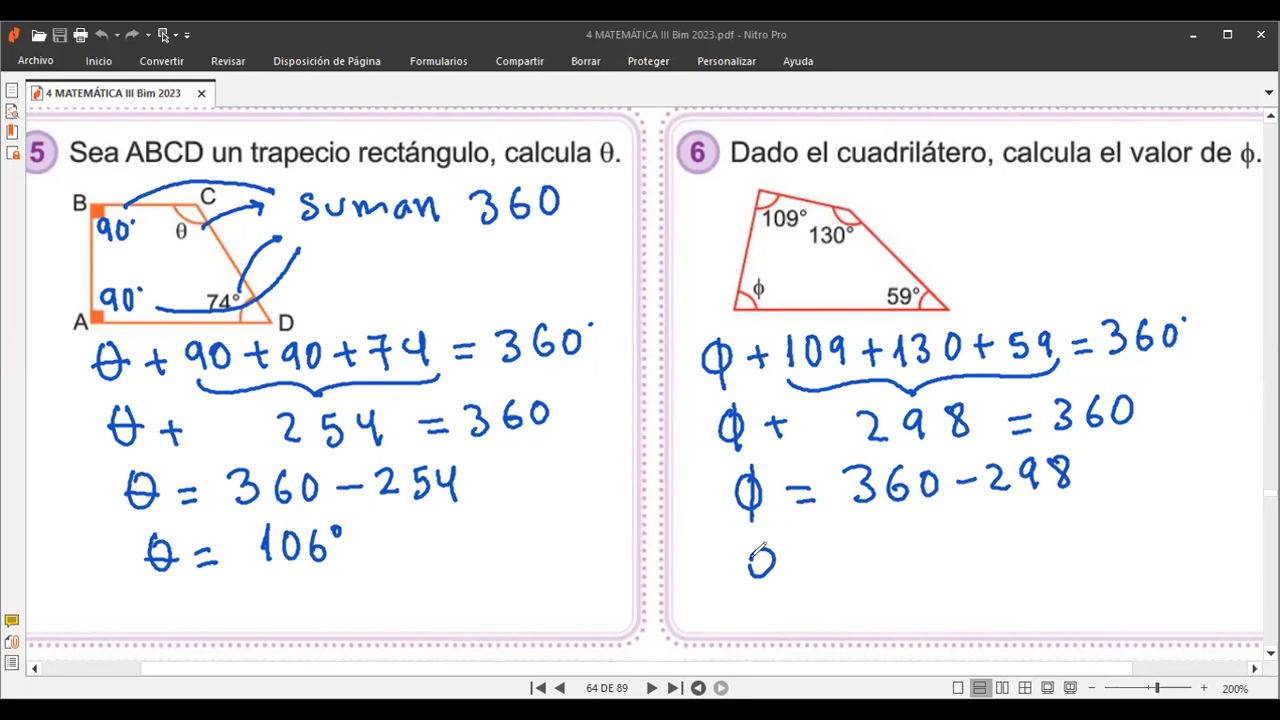 4 MATEMÁTICA III Bim 2023.pdf - Nitro Pro
Archivo Inicio Convertir Revisar Disposición de Página Formularios Compartir Borrar Proteger Personalizar Ayuda
4 MATEMÁTICA III Bim 2023
5 Sea ABCD un trapecio rectángulo, calcula θ.
B C
90°
θ
suman 360
90°
74°
A D
θ + 90 + 90 + 74 = 360°
θ + 254 = 360
θ = 360 - 254
θ = 106°
6 Dado el cuadrilátero, calcula el valor de ϕ.
109°
130°
ϕ
59°
ϕ + 109 + 130 + 59 = 360°
ϕ + 298 = 360
ϕ = 360 - 298
64 DE 89
200%